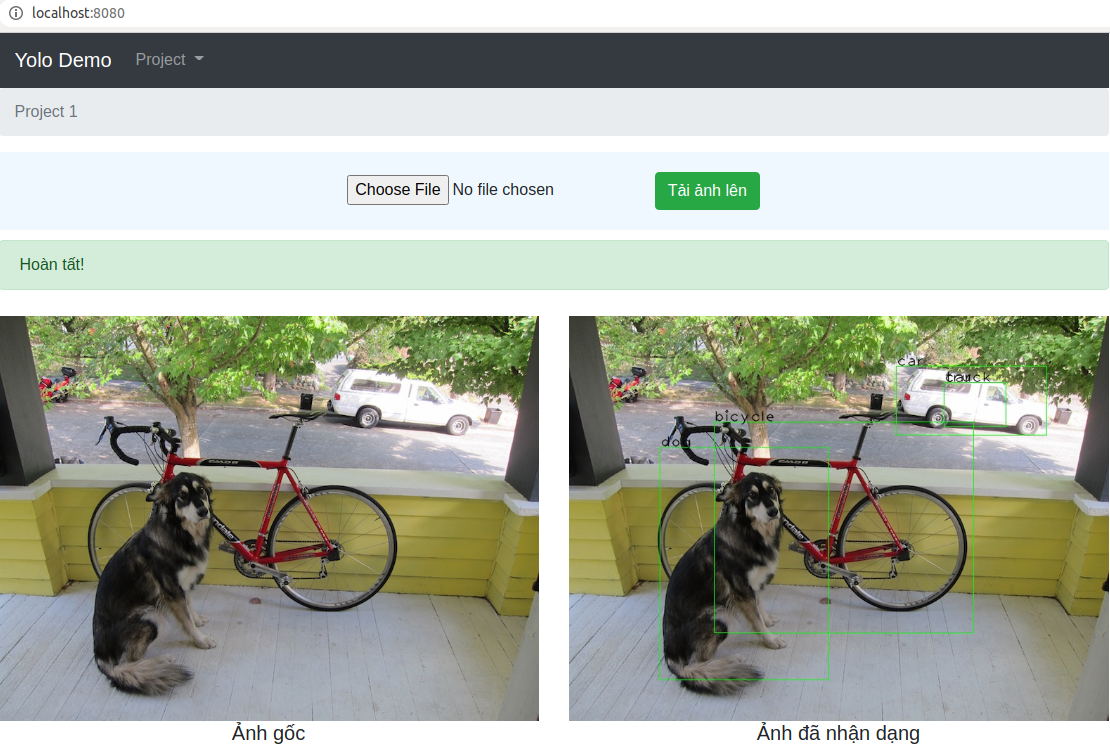 localhost:8080
Yolo Demo Project
Project 1
Choose File No file chosen Tải ảnh lên
Hoàn tất!
car
truck
bicycle
dog
Ảnh gốc Ảnh đã nhận dạng